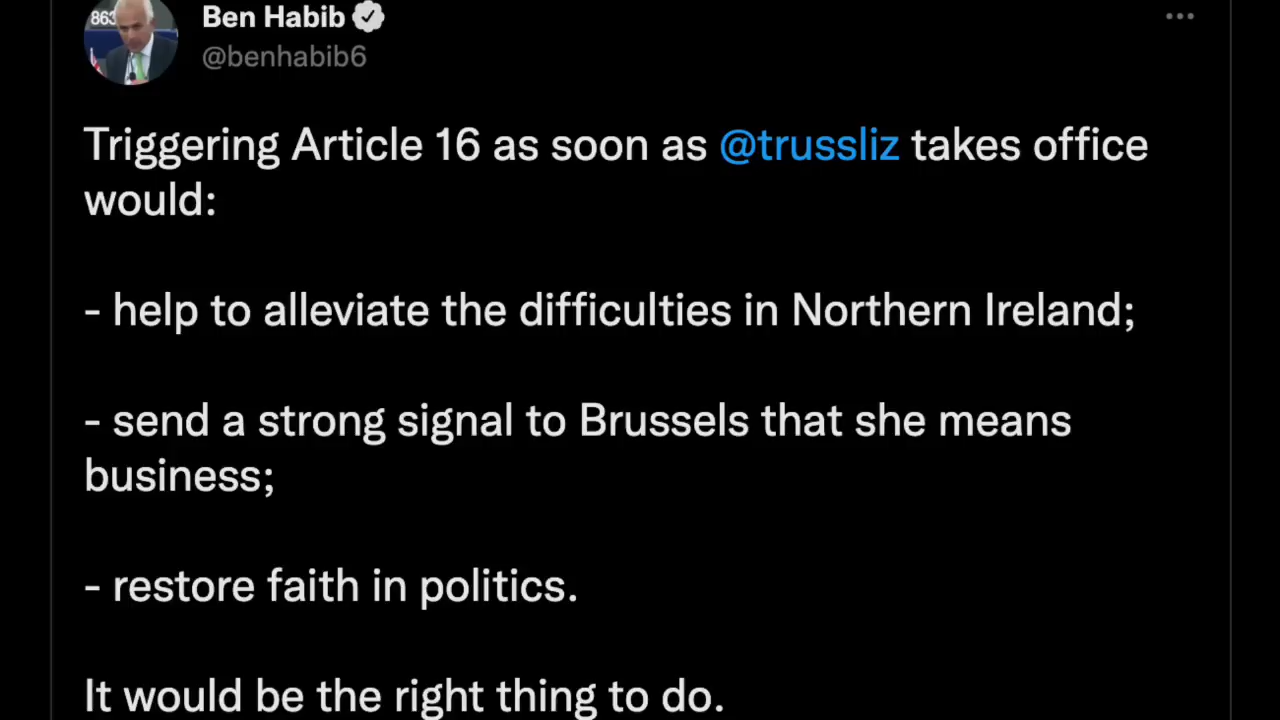 863
Ben Habib
@benhabib6
Triggering Article 16 as soon as @trussliz takes office
would:
- help to alleviate the difficulties in Northern Ireland;
- send a strong signal to Brussels that she means
business;
- restore faith in politics.
It would be the right thing to do.